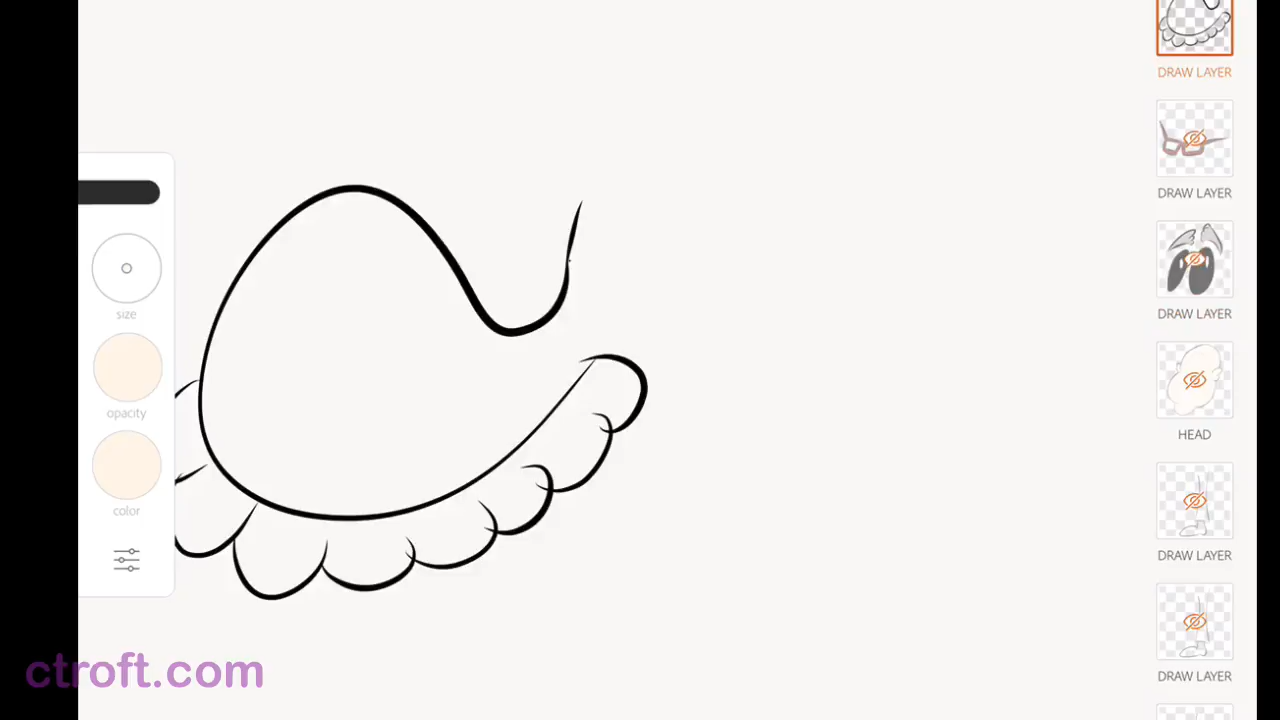 DRAW LAYER
DRAW LAYER
DRAW LAYER
HEAD
DRAW LAYER
DRAW LAYER
size
opacity
color
ctroft.com